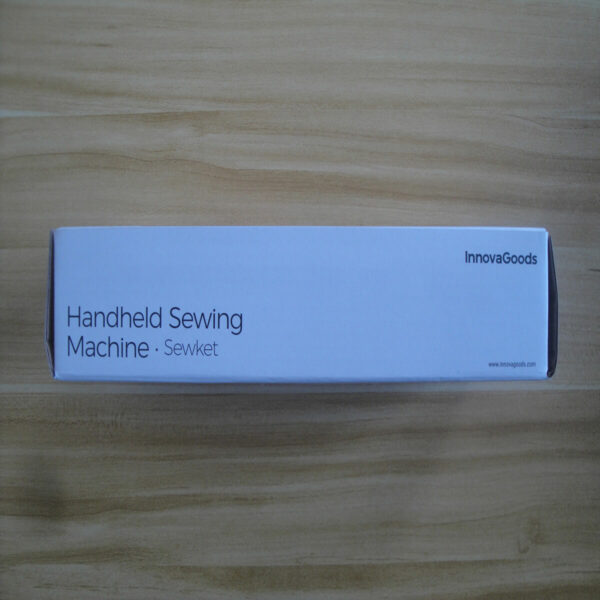 InnovaGoods
Handheld Sewing
Machine · Sewket
www.innovagoods.com